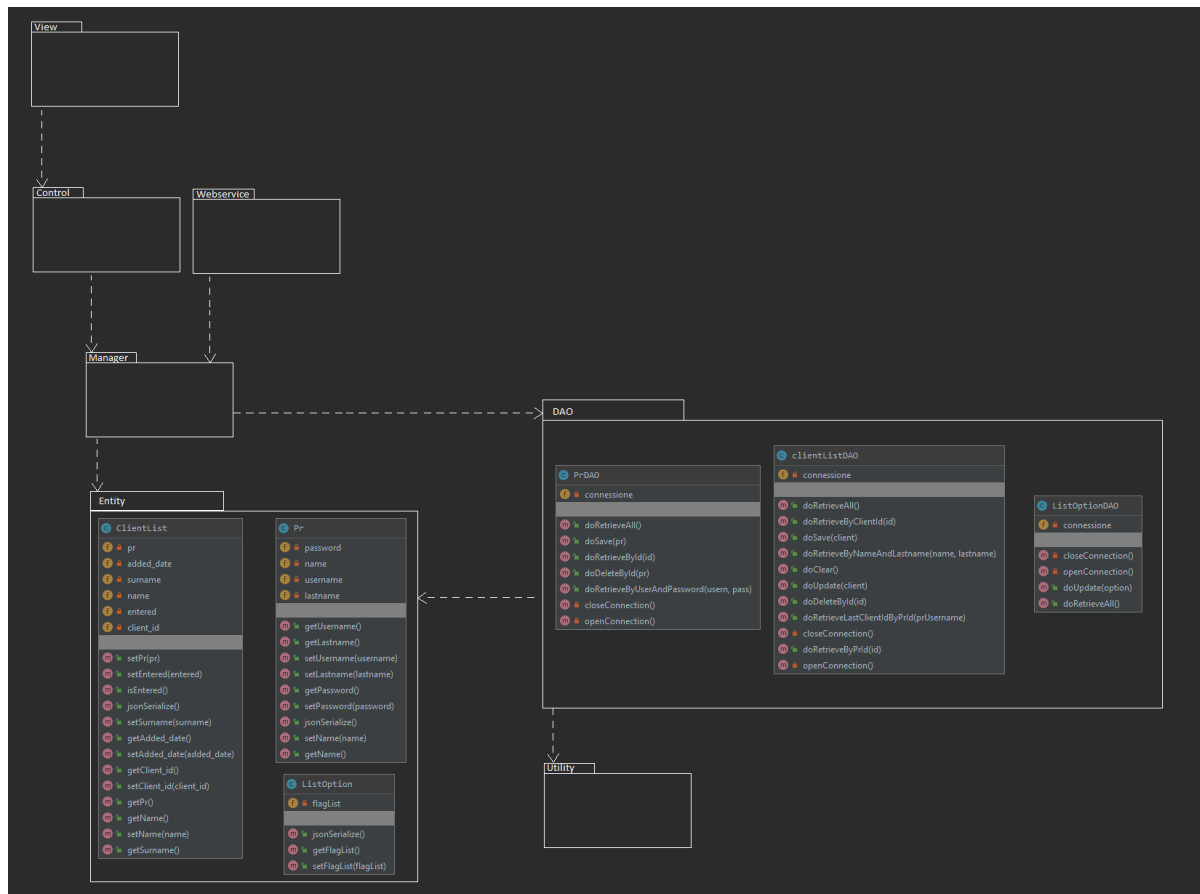 View
Control
Webservice
Manager
DAO
Entity
ClientList
pr
added_date
surname
name
entered
client_id
setPr(pr)
setEntered(entered)
isEntered()
jsonSerialize()
setSurname(surname)
getAdded_date()
setAdded_date(added_date)
getClient_id()
setClient_id(client_id)
getPr()
getName()
setName(name)
getSurname()
Pr
password
name
username
lastname
getUsername()
getLastname()
setUsername(username)
setLastname(lastname)
getPassword()
setPassword(password)
jsonSerialize()
setName(name)
getName()
ListOption
flagList
jsonSerialize()
getFlagList()
setFlagList(flagList)
PrDAO
connessione
doRetrieveAll()
doSave(pr)
doRetrieveById(id)
doDeleteById(pr)
doRetrieveByUserAndPassword(usern, pass)
closeConnection()
openConnection()
clientListDAO
connessione
doRetrieveAll()
doRetrieveByClientId(id)
doSave(client)
doRetrieveByNameAndLastname(name, lastname)
doClear()
doUpdate(client)
doDeleteById(id)
doRetrieveLastClientIdByPrId(prUsername)
closeConnection()
doRetrieveByPrId(id)
openConnection()
ListOptionDAO
connessione
closeConnection()
openConnection()
doUpdate(option)
doRetrieveAll()
Utility